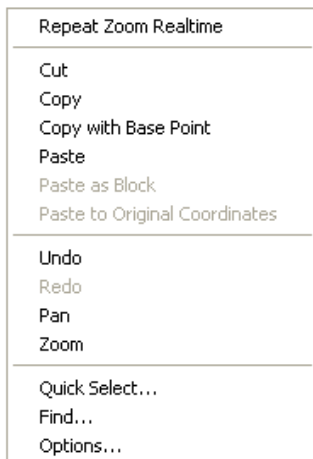 Repeat Zoom Realtime
Cut
Copy
Copy with Base Point
Paste
Paste as Block
Paste to Original Coordinates
Undo
Redo
Pan
Zoom
Quick Select...
Find...
Options...